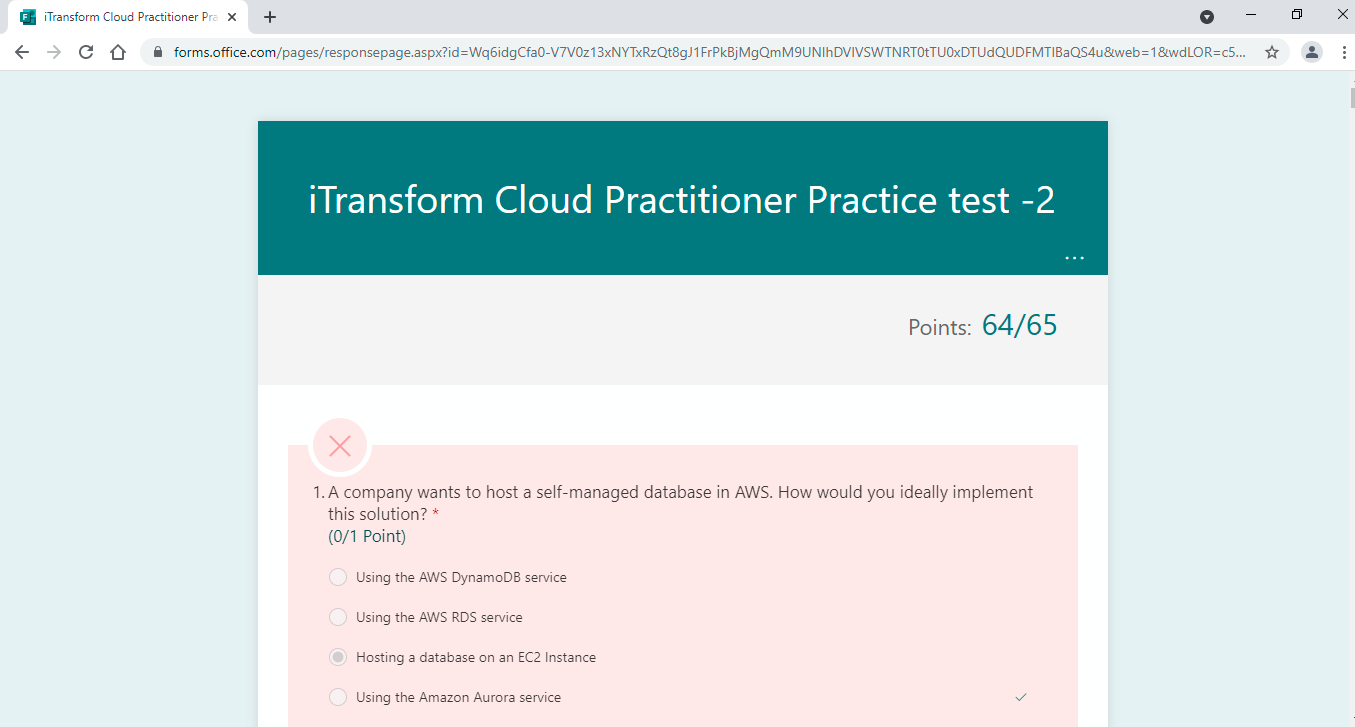 iTransform Cloud Practitioner Pra
forms.office.com/pages/responsepage.aspx?id=Wq6idgCfa0-V7V0z13xNYTxRzQt8gJ1FrPkBjMgQmM9UNlhDVlVSWTNRT0tTU0xDTUdQUDFMTlBaQS4u&web=1&wdLOR=c5...
iTransform Cloud Practitioner Practice test -2
...
Points: 64/65
1. A company wants to host a self-managed database in AWS. How would you ideally implement
this solution? *
(0/1 Point)
Using the AWS DynamoDB service
Using the AWS RDS service
Hosting a database on an EC2 Instance
Using the Amazon Aurora service